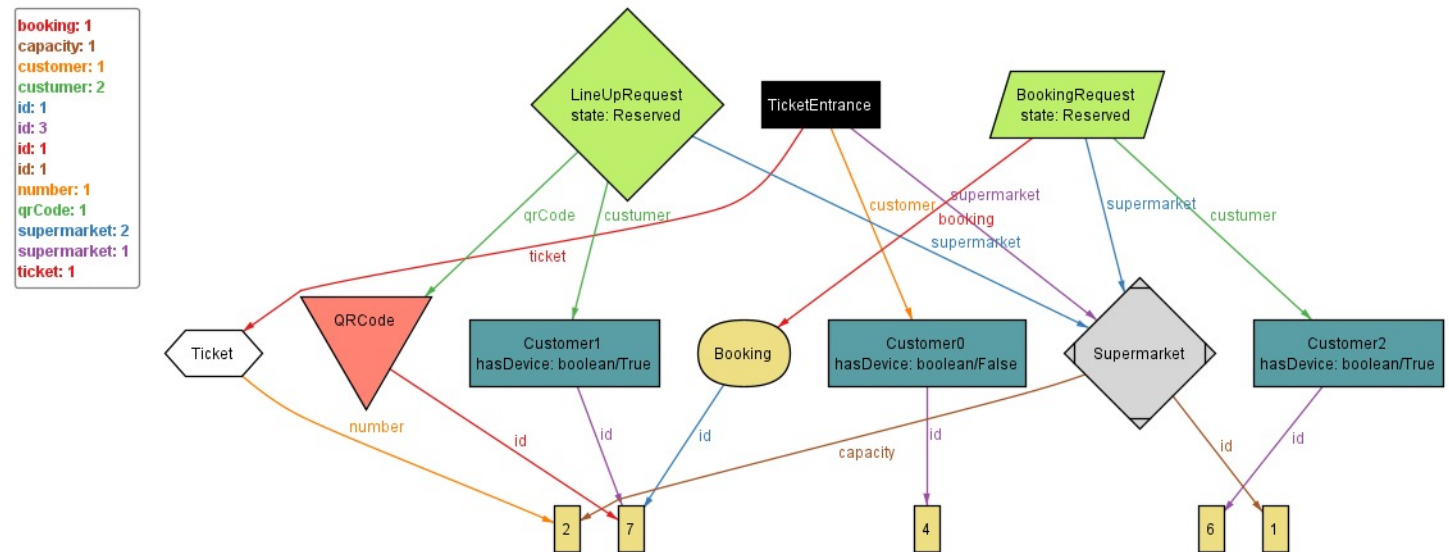 booking: 1
capacity: 1
customer: 1
custumer: 2
id: 1
id: 3
id: 1
id: 1
number: 1
qrCode: 1
supermarket: 2
supermarket: 1
ticket: 1
LineUpRequest
state: Reserved
TicketEntrance
BookingRequest
state: Reserved
qrCode
custumer
ticket
customer
supermarket
booking
supermarket
supermarket
custumer
Ticket
QRCode
Customer1
hasDevice: boolean/True
Booking
Customer0
hasDevice: boolean/False
Supermarket
Customer2
hasDevice: boolean/True
number
id
id
id
capacity
id
id
id
2
7
4
6
1